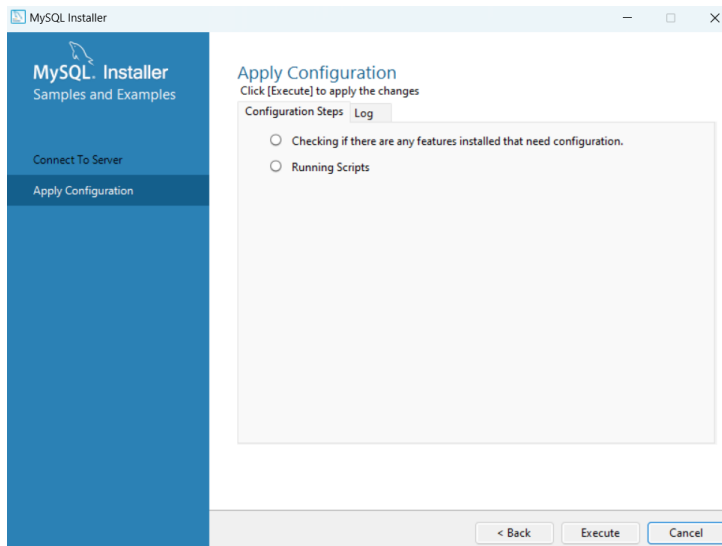 MySQL Installer
MySQL. Installer
Samples and Examples
Connect To Server
Apply Configuration
Apply Configuration
Click [Execute] to apply the changes
Configuration Steps
Log
Checking if there are any features installed that need configuration.
Running Scripts
< Back
Execute
Cancel